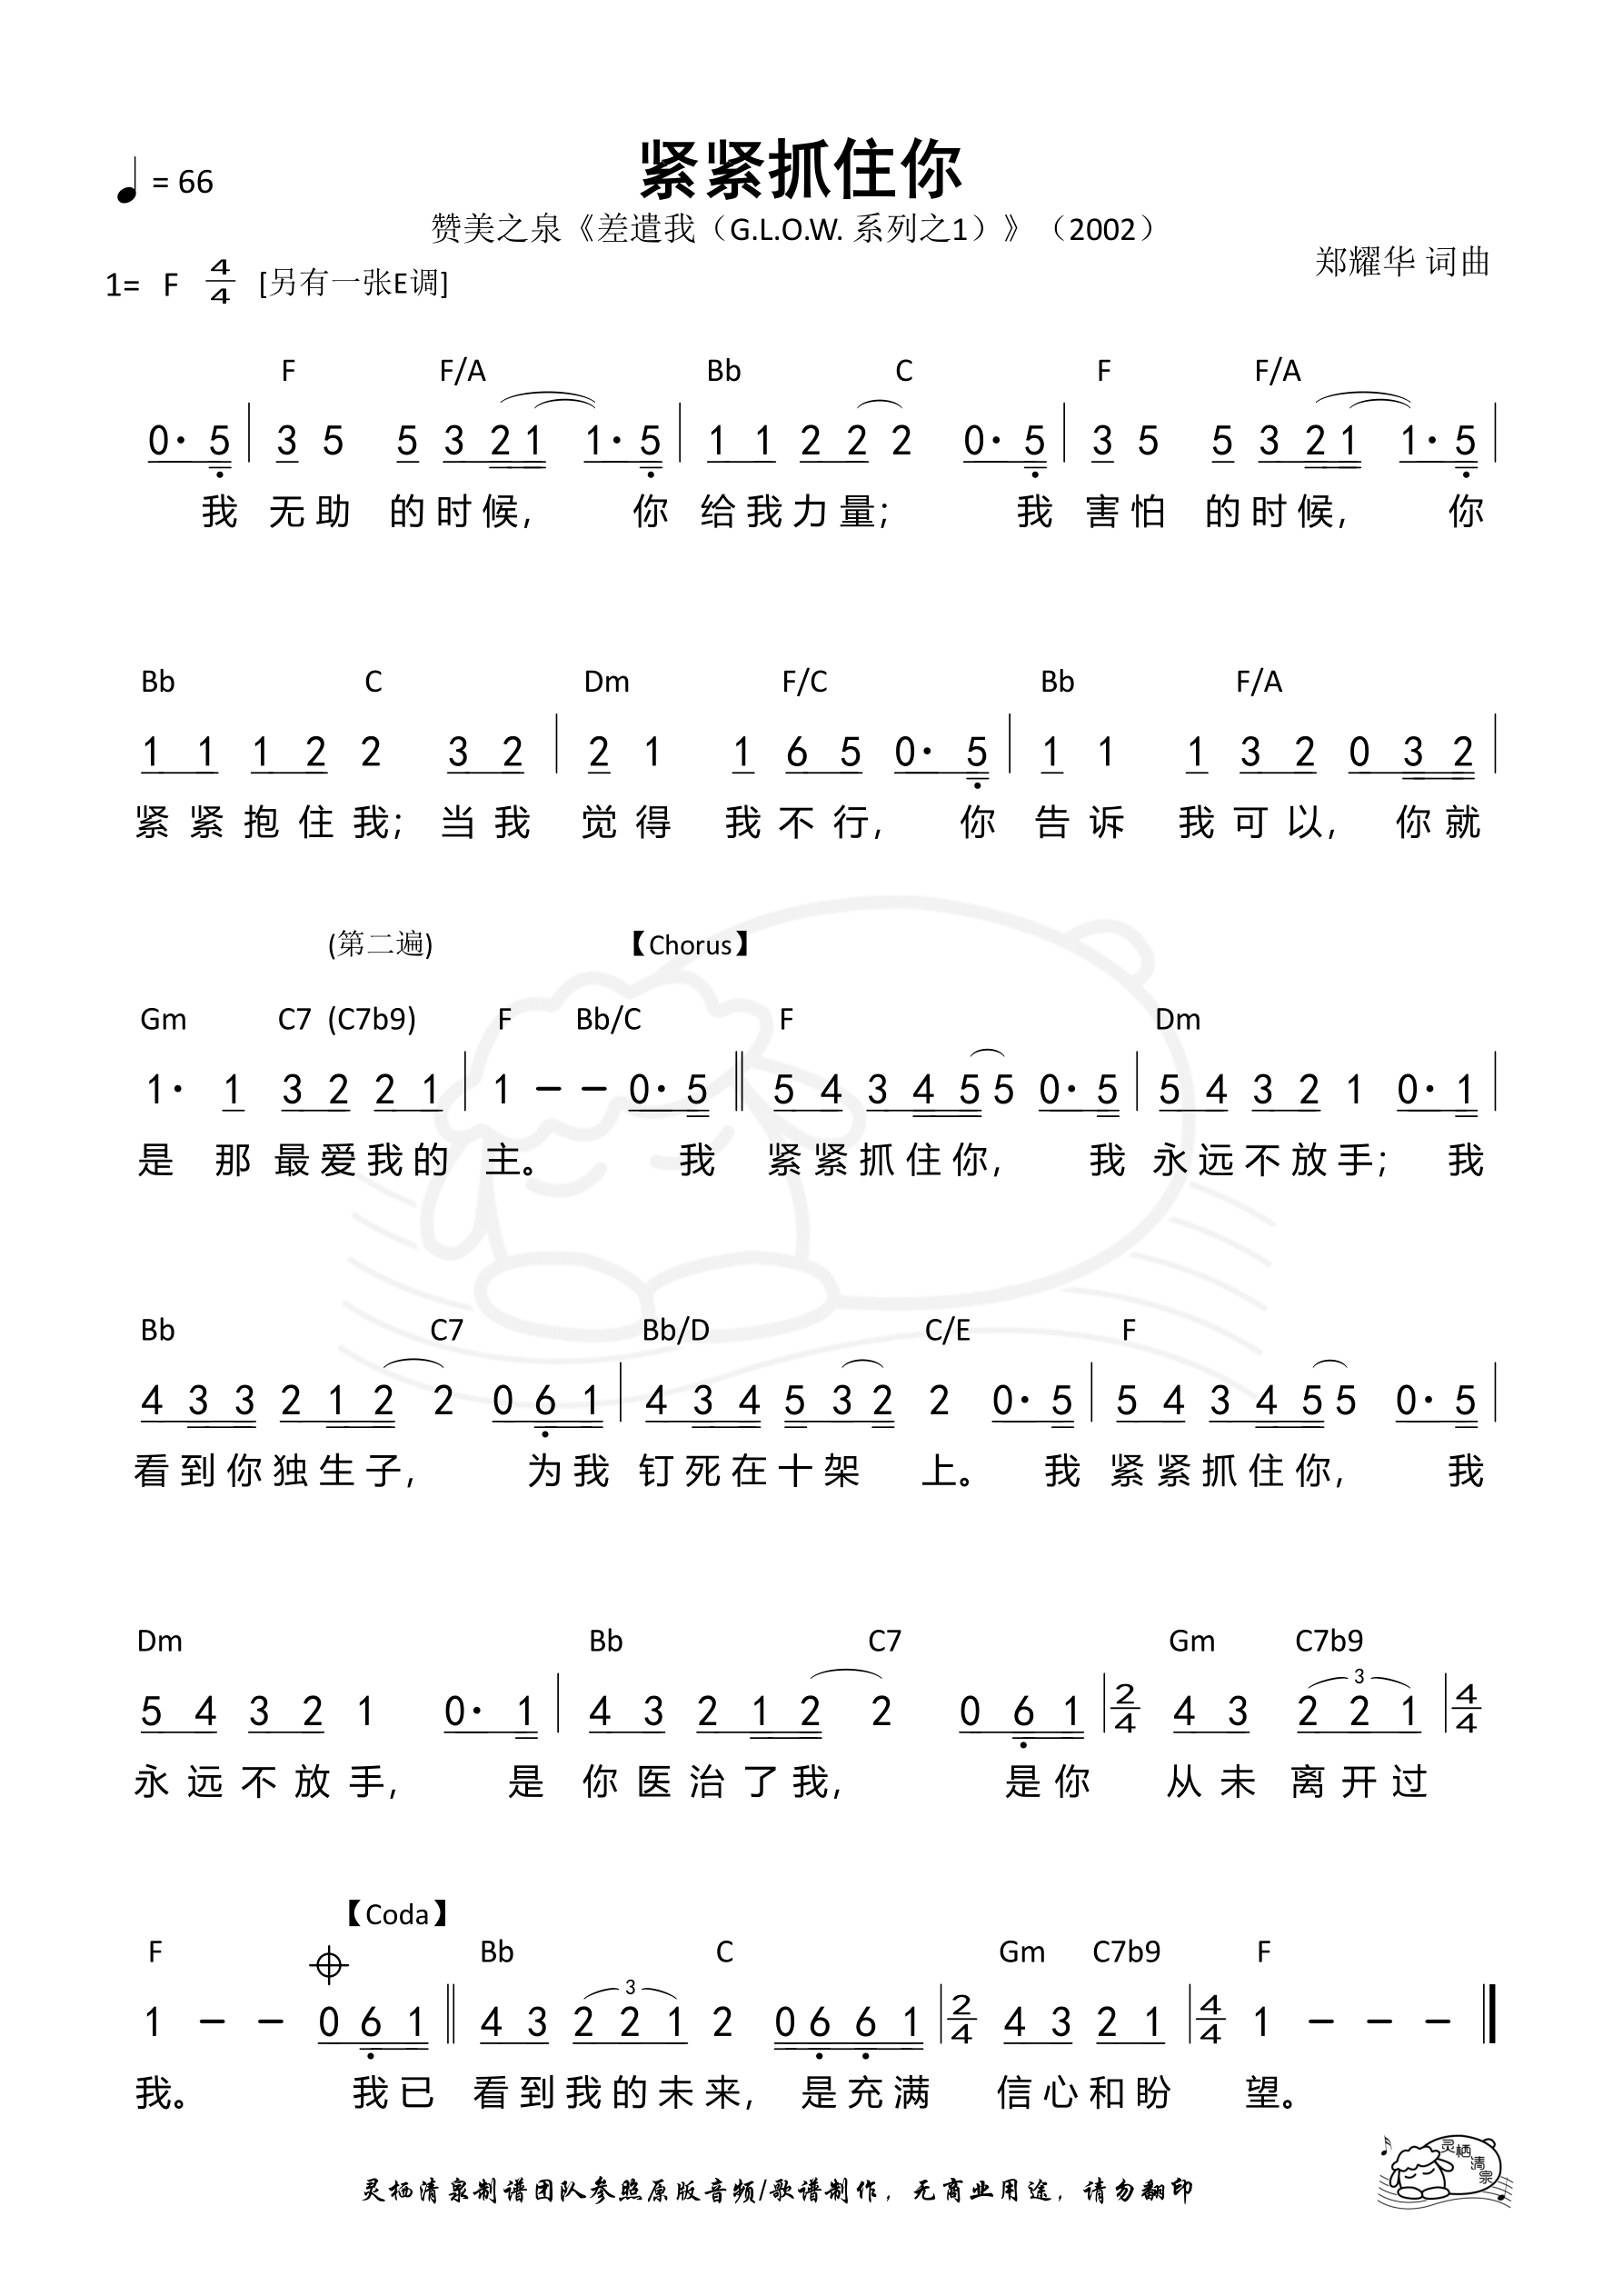 紧紧抓住你
♩ = 66
赞美之泉《差遣我（G.L.O.W. 系列之1）》（2002）
郑耀华 词曲
1= F 4/4 [另有一张E调]
F F/A Bb C F F/A
0· 5 | 3 5 5 3 2 1 1· 5 | 1 1 2 2 2 0· 5 | 3 5 5 3 2 1 1· 5 |
我 无助 的时候, 你 给我力量; 我 害怕 的时候, 你
Bb C Dm F/C Bb F/A
1 1 1 2 2 3 2 | 2 1 1 6 5 0· 5 | 1 1 1 3 2 0 3 2 |
紧紧抱住我; 当我 觉得 我不行, 你 告诉 我可以, 你就
(第二遍) 【Chorus】
Gm C7 (C7b9) F Bb/C F Dm
1· 1 3 2 2 1 | 1 – – 0· 5 || 5 4 3 4 5 5 0· 5 | 5 4 3 2 1 0· 1 |
是 那 最爱我的 主。 我 紧紧抓住你, 我 永远不放手; 我
Bb C7 Bb/D C/E F
4 3 3 2 1 2 2 0 6 1 | 4 3 4 5 3 2 2 0· 5 | 5 4 3 4 5 5 0· 5 |
看到你独生子, 为我 钉死在十架 上。 我 紧紧抓住你, 我
Dm Bb C7 Gm C7b9
5 4 3 2 1 0· 1 | 4 3 2 1 2 2 0 6 1 | 2/4 4 3 3 2 2 1 | 4/4
永远不放手, 是 你医治了我, 是你 从未 离开过
【Coda】
F Bb C Gm C7b9 F
1 – – 0 6 1 || 4 3 3 2 2 1 2 0 6 6 1 | 2/4 4 3 2 1 | 4/4 1 – – – ||
我。 我已 看到我的未来, 是充满 信心和盼 望。
灵栖清泉制谱团队参照原版音频/歌谱制作，无商业用途，请勿翻印
灵栖清泉